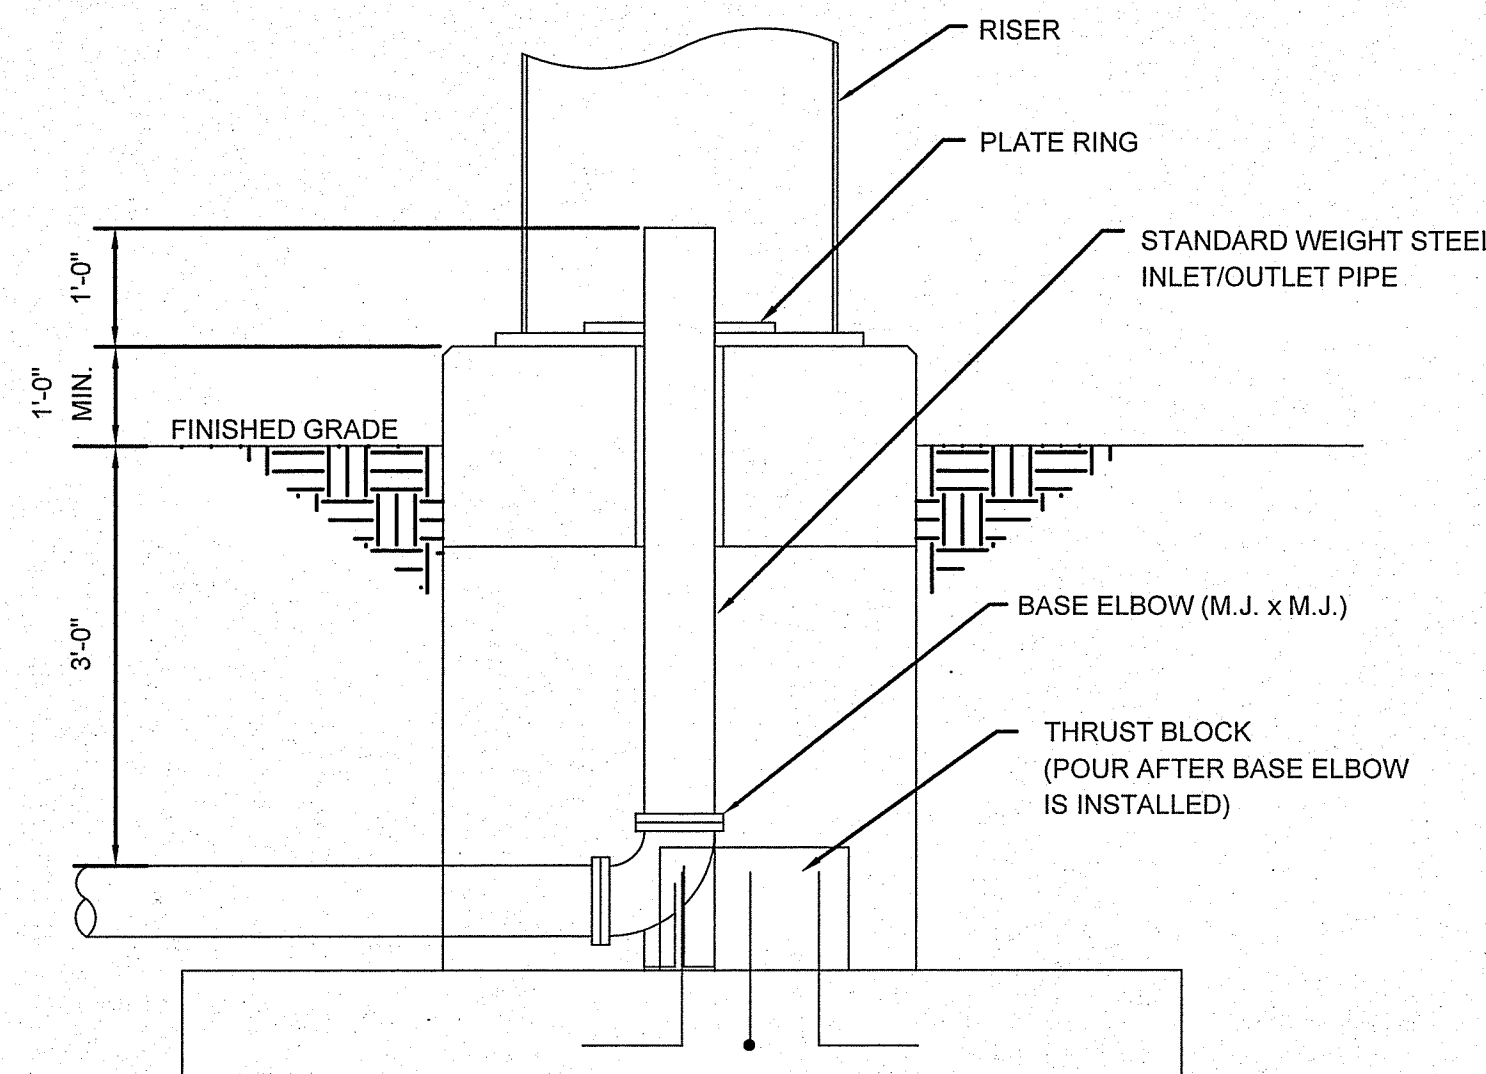 RISER
PLATE RING
STANDARD WEIGHT STEEL
INLET/OUTLET PIPE
1'-0"
1'-0"
MIN.
FINISHED GRADE
3'-0"
BASE ELBOW (M.J. x M.J.)
THRUST BLOCK
(POUR AFTER BASE ELBOW
IS INSTALLED)